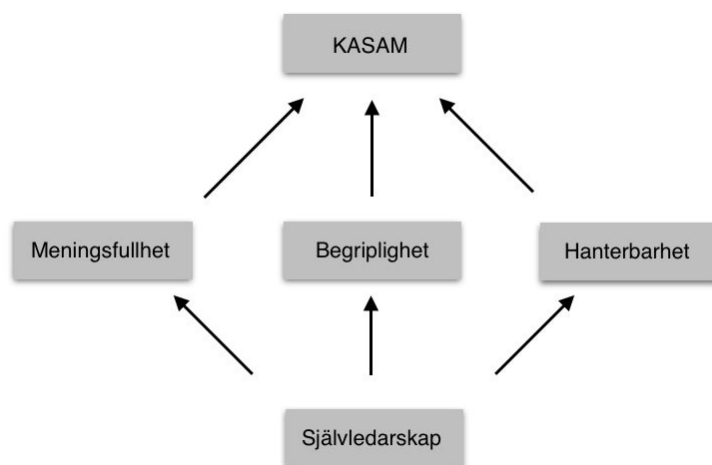 KASAM
Meningsfullhet
Begriplighet
Hanterbarhet
Självledarskap